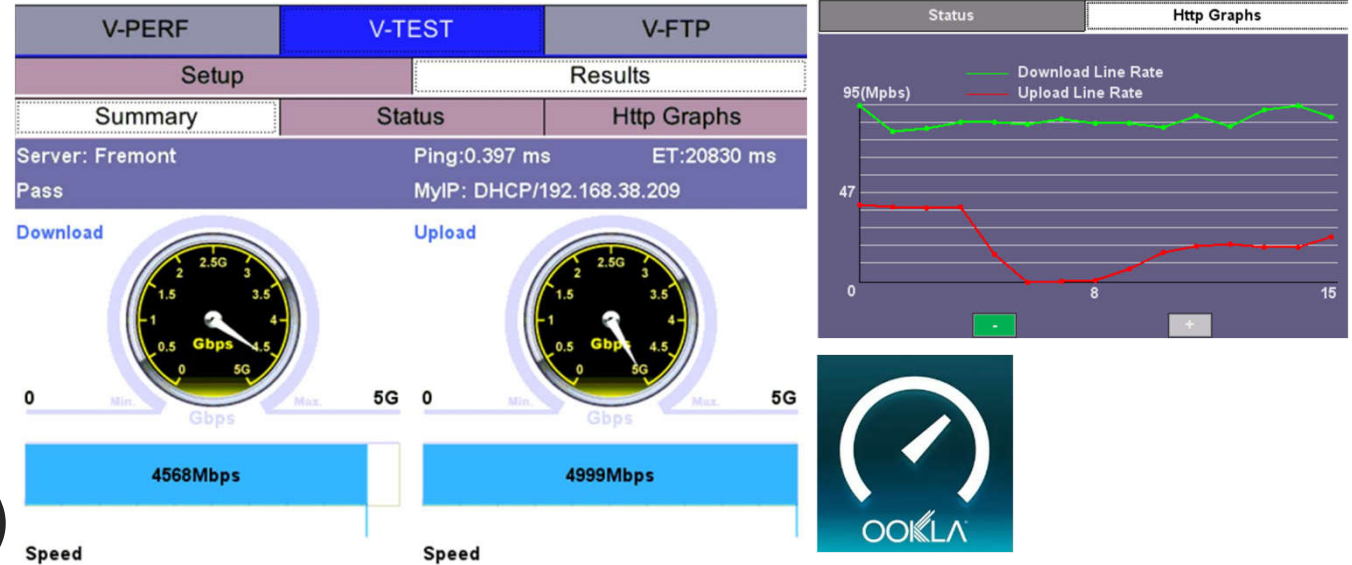 V-PERF V-TEST V-FTP
Setup Results
Summary Status Http Graphs
Server: Fremont Ping:0.397 ms ET:20830 ms
Pass MyIP: DHCP/192.168.38.209
Download Upload
2.5G
2 3
1.5 3.5
1 4
0.5 Gbps 4.5
0 5G
2.5G
2 3
1.5 3.5
1 4
0.5 Gbps 4.5
0 5G
0 Min. Max. 5G
Gbps
0 Min. Max. 5G
Gbps
4568Mbps 4999Mbps
Speed Speed
Status Http Graphs
Download Line Rate
95(Mpbs) Upload Line Rate
47
0 8 15
- +
OOKLA